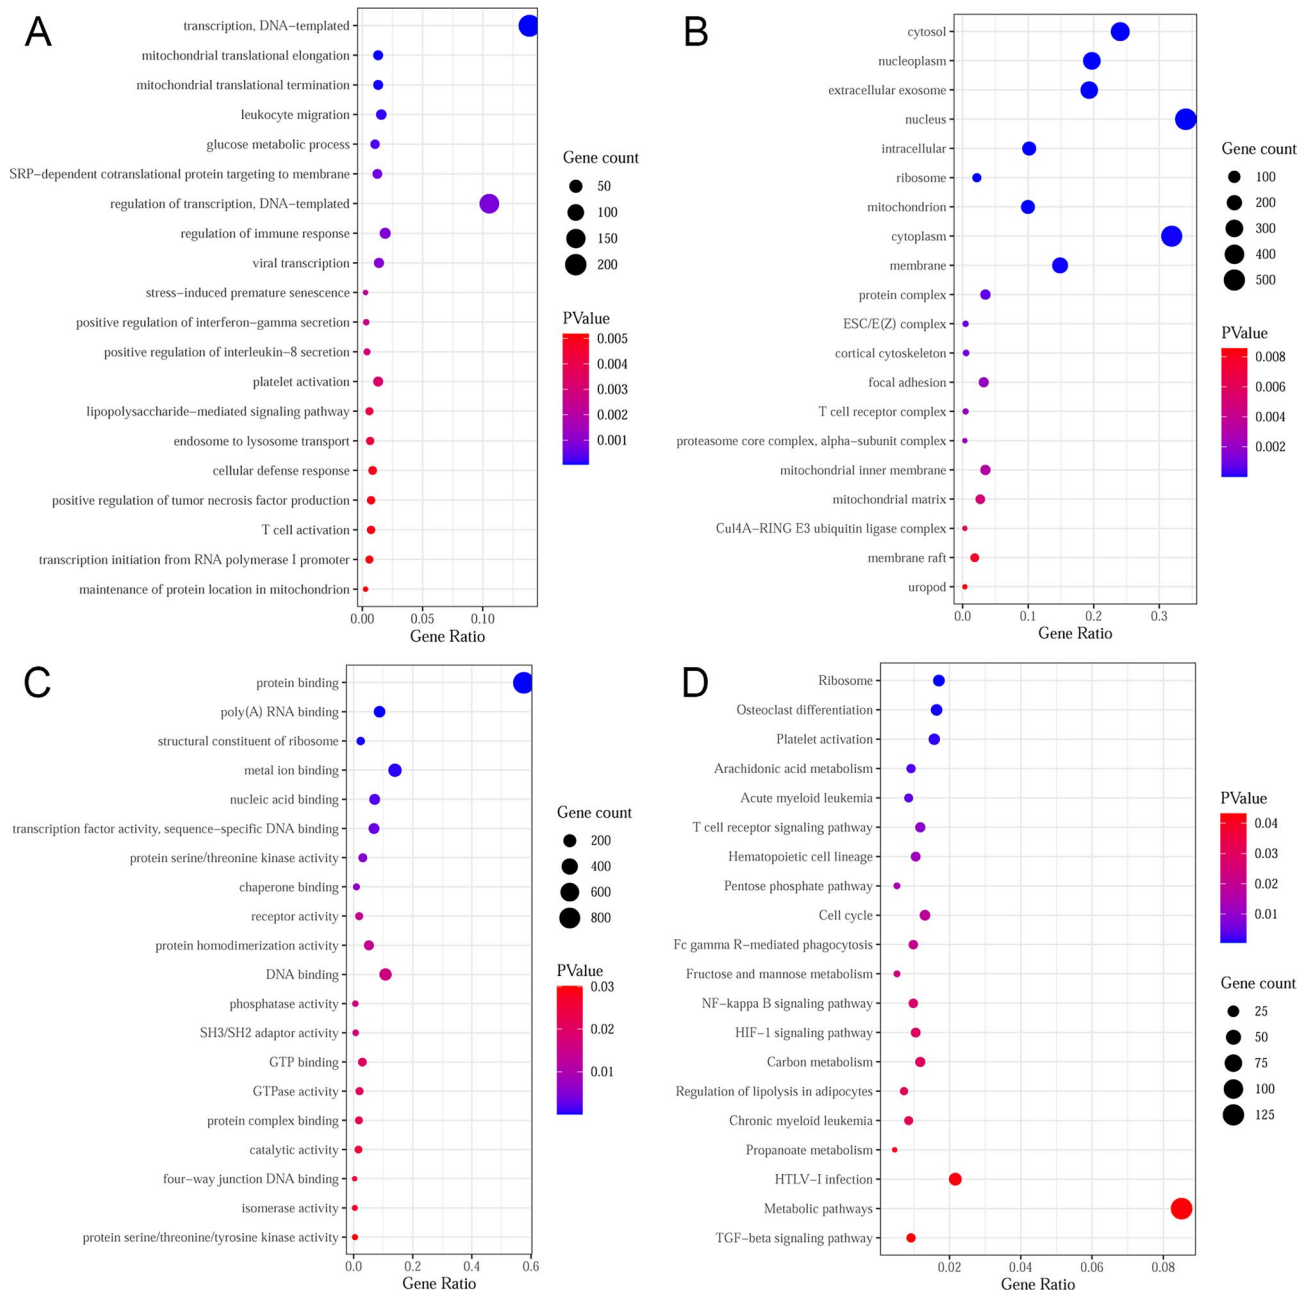 A
transcription, DNA−templated
mitochondrial translational elongation
mitochondrial translational termination
leukocyte migration
glucose metabolic process
SRP−dependent cotranslational protein targeting to membrane
regulation of transcription, DNA−templated
regulation of immune response
viral transcription
stress−induced premature senescence
positive regulation of interferon−gamma secretion
positive regulation of interleukin−8 secretion
platelet activation
lipopolysaccharide−mediated signaling pathway
endosome to lysosome transport
cellular defense response
positive regulation of tumor necrosis factor production
T cell activation
transcription initiation from RNA polymerase I promoter
maintenance of protein location in mitochondrion
0.00 0.05 0.10
Gene Ratio
Gene count
50
100
150
200
PValue
0.005
0.004
0.003
0.002
0.001
B
cytosol
nucleoplasm
extracellular exosome
nucleus
intracellular
ribosome
mitochondrion
cytoplasm
membrane
protein complex
ESC/E(Z) complex
cortical cytoskeleton
focal adhesion
T cell receptor complex
proteasome core complex, alpha−subunit complex
mitochondrial inner membrane
mitochondrial matrix
Cul4A−RING E3 ubiquitin ligase complex
membrane raft
uropod
0.0 0.1 0.2 0.3
Gene Ratio
Gene count
100
200
300
400
500
PValue
0.008
0.006
0.004
0.002
C
protein binding
poly(A) RNA binding
structural constituent of ribosome
metal ion binding
nucleic acid binding
transcription factor activity, sequence−specific DNA binding
protein serine/threonine kinase activity
chaperone binding
receptor activity
protein homodimerization activity
DNA binding
phosphatase activity
SH3/SH2 adaptor activity
GTP binding
GTPase activity
protein complex binding
catalytic activity
four−way junction DNA binding
isomerase activity
protein serine/threonine/tyrosine kinase activity
0.0 0.2 0.4 0.6
Gene Ratio
Gene count
200
400
600
800
PValue
0.03
0.02
0.01
D
Ribosome
Osteoclast differentiation
Platelet activation
Arachidonic acid metabolism
Acute myeloid leukemia
T cell receptor signaling pathway
Hematopoietic cell lineage
Pentose phosphate pathway
Cell cycle
Fc gamma R−mediated phagocytosis
Fructose and mannose metabolism
NF−kappa B signaling pathway
HIF−1 signaling pathway
Carbon metabolism
Regulation of lipolysis in adipocytes
Chronic myeloid leukemia
Propanoate metabolism
HTLV−I infection
Metabolic pathways
TGF−beta signaling pathway
0.02 0.04 0.06 0.08
Gene Ratio
PValue
0.04
0.03
0.02
0.01
Gene count
25
50
75
100
125